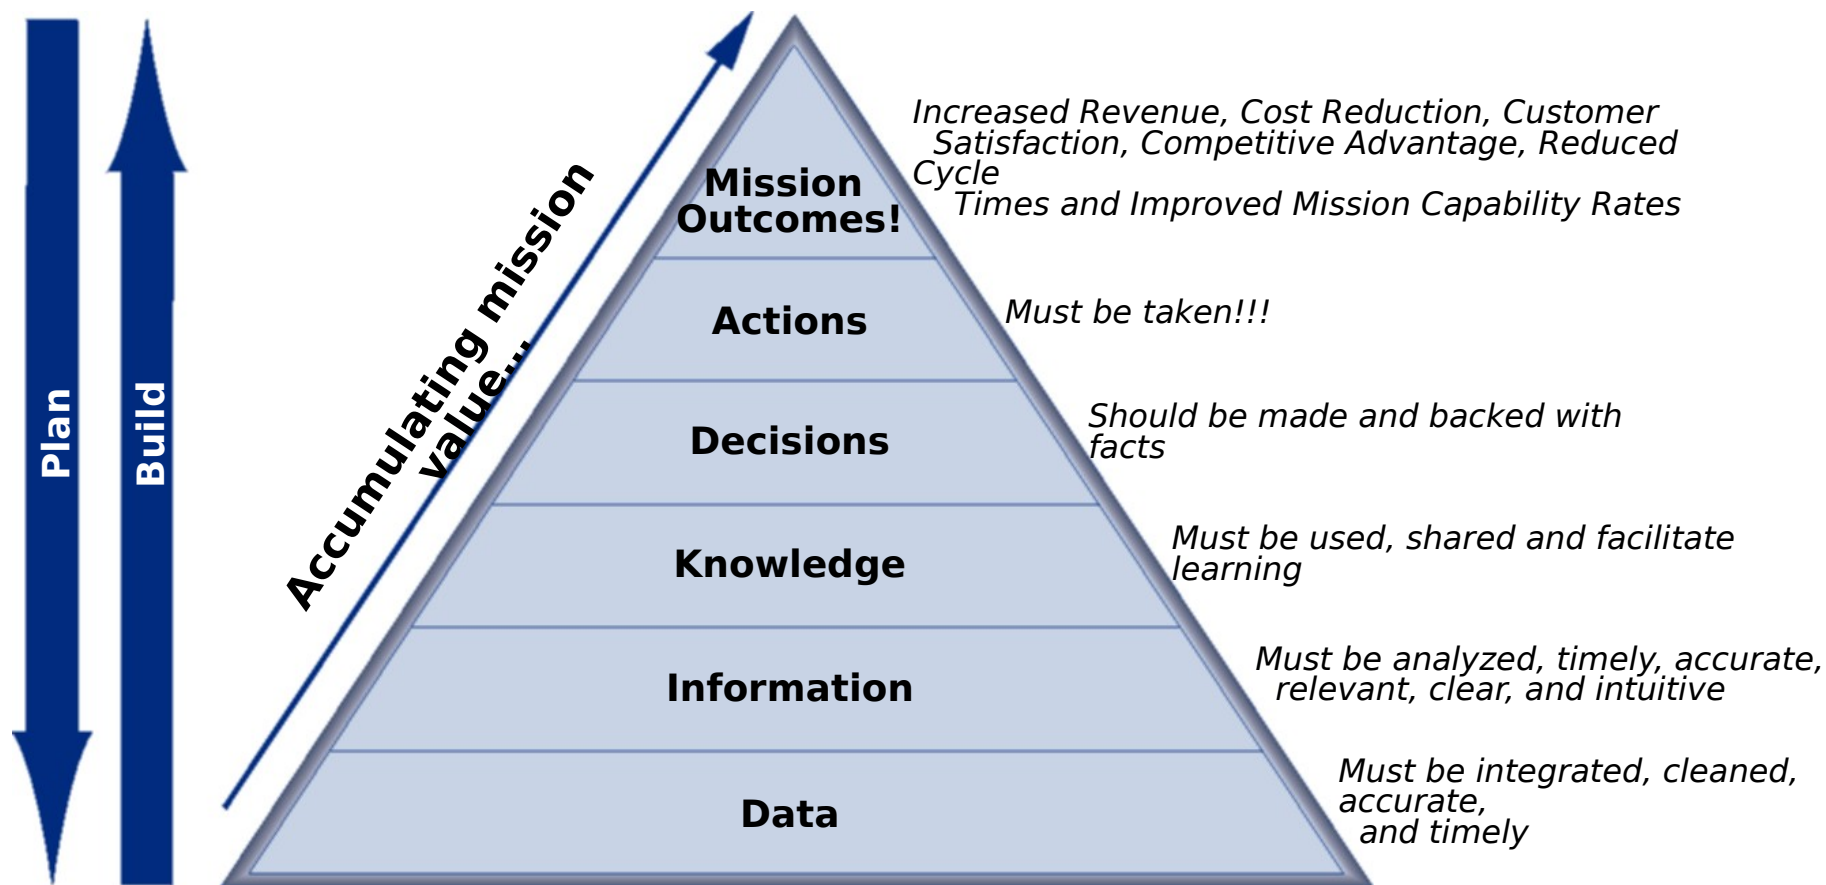 Plan
Build
Accumulating mission
value...
Mission
Outcomes!
Increased Revenue, Cost Reduction, Customer
Satisfaction, Competitive Advantage, Reduced
Cycle
Times and Improved Mission Capability Rates
Actions
Must be taken!!!
Decisions
Should be made and backed with
facts
Knowledge
Must be used, shared and facilitate
learning
Information
Must be analyzed, timely, accurate,
relevant, clear, and intuitive
Data
Must be integrated, cleaned,
accurate,
and timely